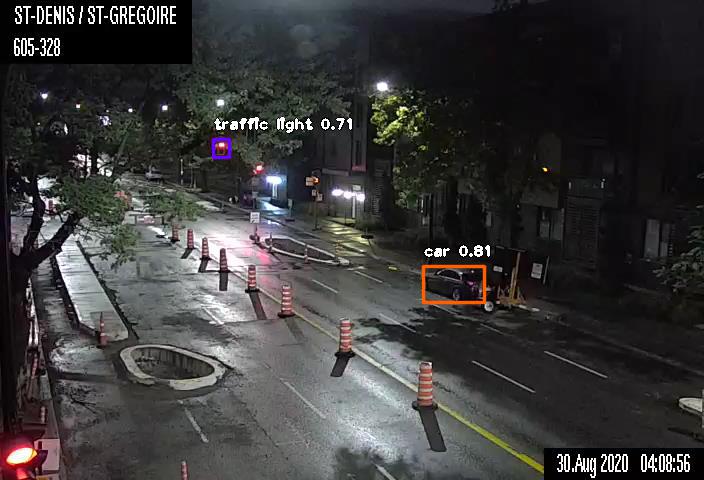 ST-DENIS / ST-GREGOIRE
605-328
traffic light 0.71
car 0.81
30.Aug 2020 04:08:56